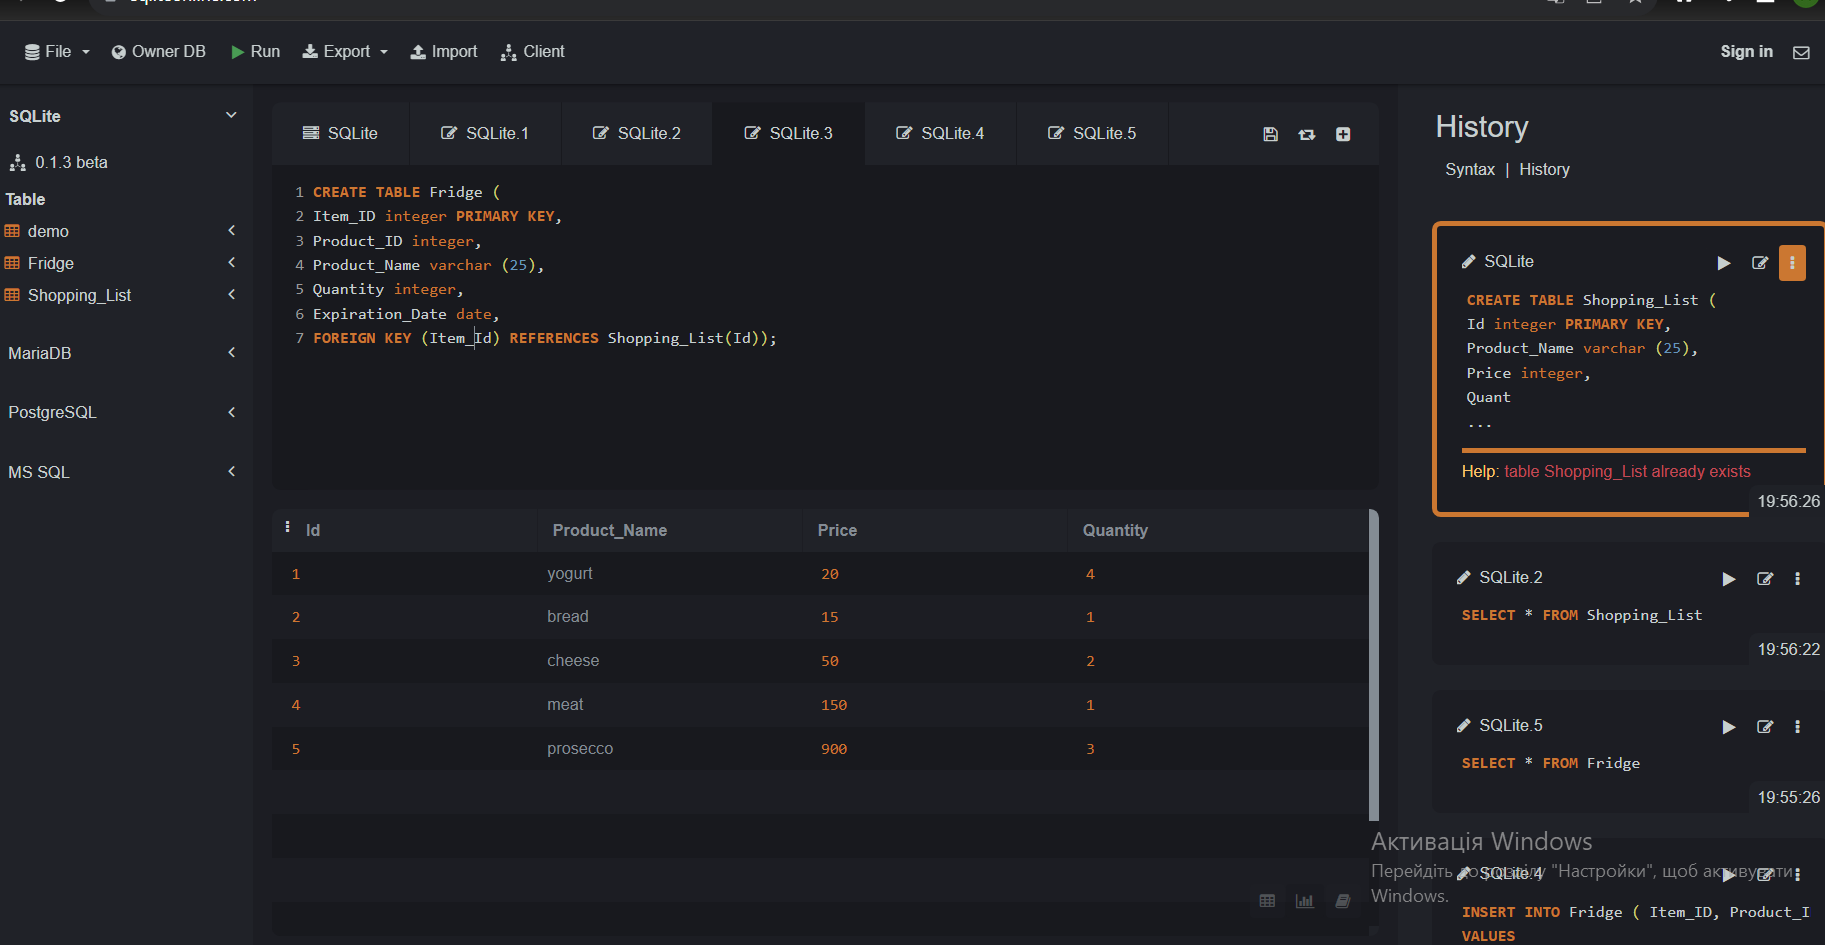 File
Owner DB
Run
Export
Import
Client
Sign in
SQLite
0.1.3 beta
Table
demo
Fridge
Shopping_List
MariaDB
PostgreSQL
MS SQL
SQLite
SQLite.1
SQLite.2
SQLite.3
SQLite.4
SQLite.5
1 CREATE TABLE Fridge (
2 Item_ID integer PRIMARY KEY,
3 Product_ID integer,
4 Product_Name varchar (25),
5 Quantity integer,
6 Expiration_Date date,
7 FOREIGN KEY (Item_Id) REFERENCES Shopping_List(Id));
Id Product_Name Price Quantity
1 yogurt 20 4
2 bread 15 1
3 cheese 50 2
4 meat 150 1
5 prosecco 900 3
History
Syntax | History
SQLite
CREATE TABLE Shopping_List (
Id integer PRIMARY KEY,
Product_Name varchar (25),
Price integer,
Quant
...
Help: table Shopping_List already exists
19:56:26
SQLite.2
SELECT * FROM Shopping_List
19:56:22
SQLite.5
SELECT * FROM Fridge
19:55:26
Активація Windows
Перейдіть до розділу "Настройки", щоб активувати
Windows.
SQLite.4
INSERT INTO Fridge ( Item_ID, Product_I
VALUES